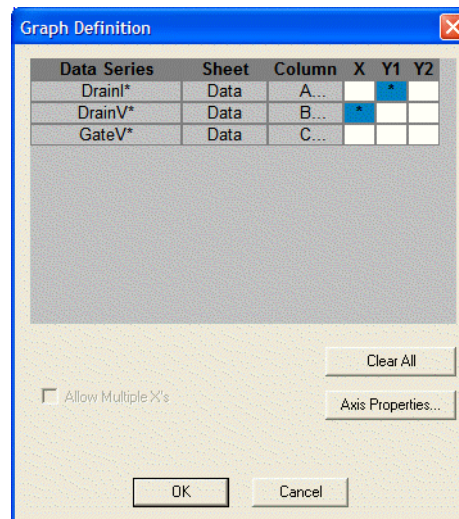 Graph Definition
Data Series Sheet Column X Y1 Y2
DrainI* Data A... *
DrainV* Data B... *
GateV* Data C...
Clear All
Allow Multiple X's
Axis Properties...
OK Cancel